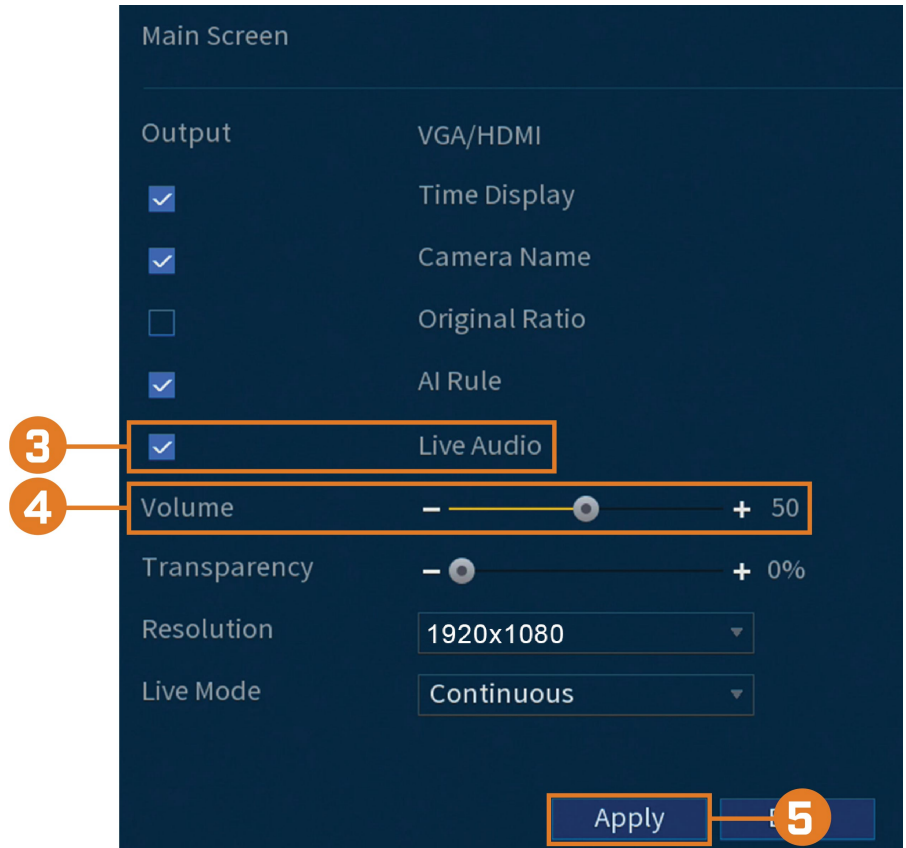 Main Screen
Output VGA/HDMI
Time Display
Camera Name
Original Ratio
AI Rule
3 Live Audio
4 Volume − + 50
Transparency − + 0%
Resolution 1920x1080
Live Mode Continuous
Apply 5